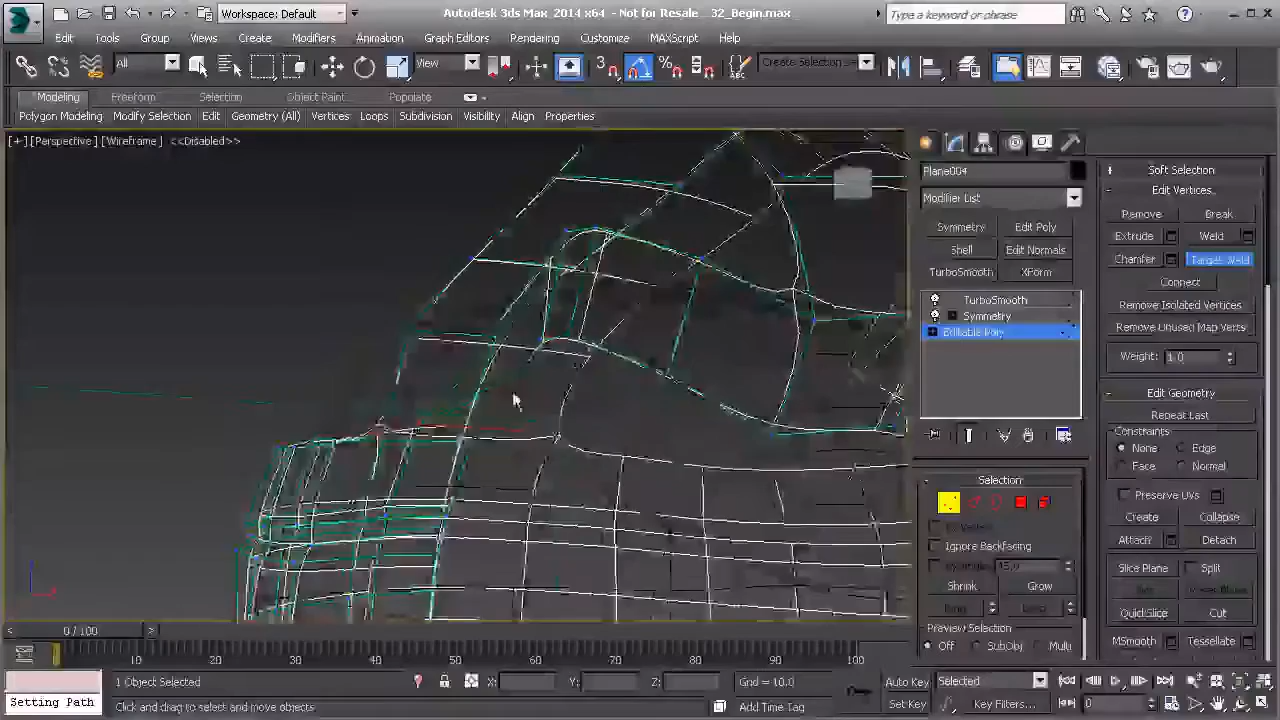 Workspace: Default
Autodesk 3ds Max 2014 x64 - Not for Resale 32_Begin.max
Type a keyword or phrase
Edit Tools Group Views Create Modifiers Animation Graph Editors Rendering Customize MAXScript Help
All View 3 Create Selection Se
Modeling Freeform Selection Object Paint Populate
Polygon Modeling Modify Selection Edit Geometry (All) Vertices Loops Subdivision Visibility Align Properties
[+] [Perspective] [Wireframe] <<Disabled>>
Plane004
Modifier List
Symmetry Edit Poly
Shell Edit Normals
TurboSmooth XForm
TurboSmooth
Symmetry
Editable Poly
Selection
Ignore Backfacing
45.0
Shrink Grow
Preview Selection
Off SubObj Multi
Soft Selection
Edit Vertices
Remove Break
Extrude Weld
Chamfer Target Weld
Connect
Remove Isolated Vertices
Remove Unused Map Verts
Weight: 1.0
Edit Geometry
Repeat Last
Constraints
None Edge
Face Normal
Preserve UVs
Create Collapse
Attach Detach
Slice Plane Split
QuickSlice Cut
MSmooth Tessellate
< 0 / 100 >
10 20 30 40 50 60 70 80 90 100
1 Object Selected X: Y: Z: Gr= 10.0 Auto Key Selected
Setting Path Click and drag to select and move objects Add Time Tag Set Key Key Filters... 0